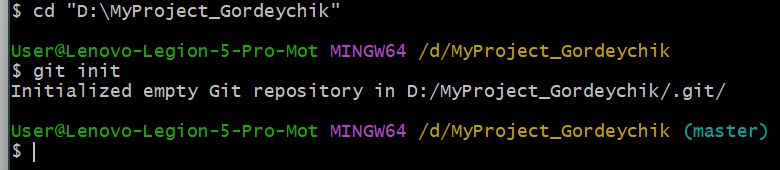 $ cd "D:\MyProject_Gordeychik"
User@Lenovo-Legion-5-Pro-Mot MINGW64 /d/MyProject_Gordeychik
$ git init
Initialized empty Git repository in D:/MyProject_Gordeychik/.git/
User@Lenovo-Legion-5-Pro-Mot MINGW64 /d/MyProject_Gordeychik (master)
$